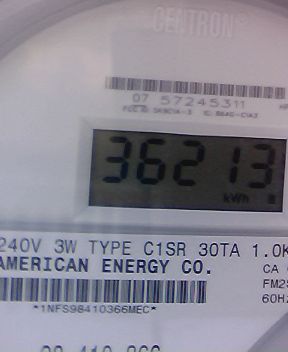 CENTRON®
07 57245311
36213
kWh
240V 3W TYPE C1SR 30TA 1.0K
AMERICAN ENERGY CO.
CA
FM2S
60HZ
*1NFS98410366MEC*